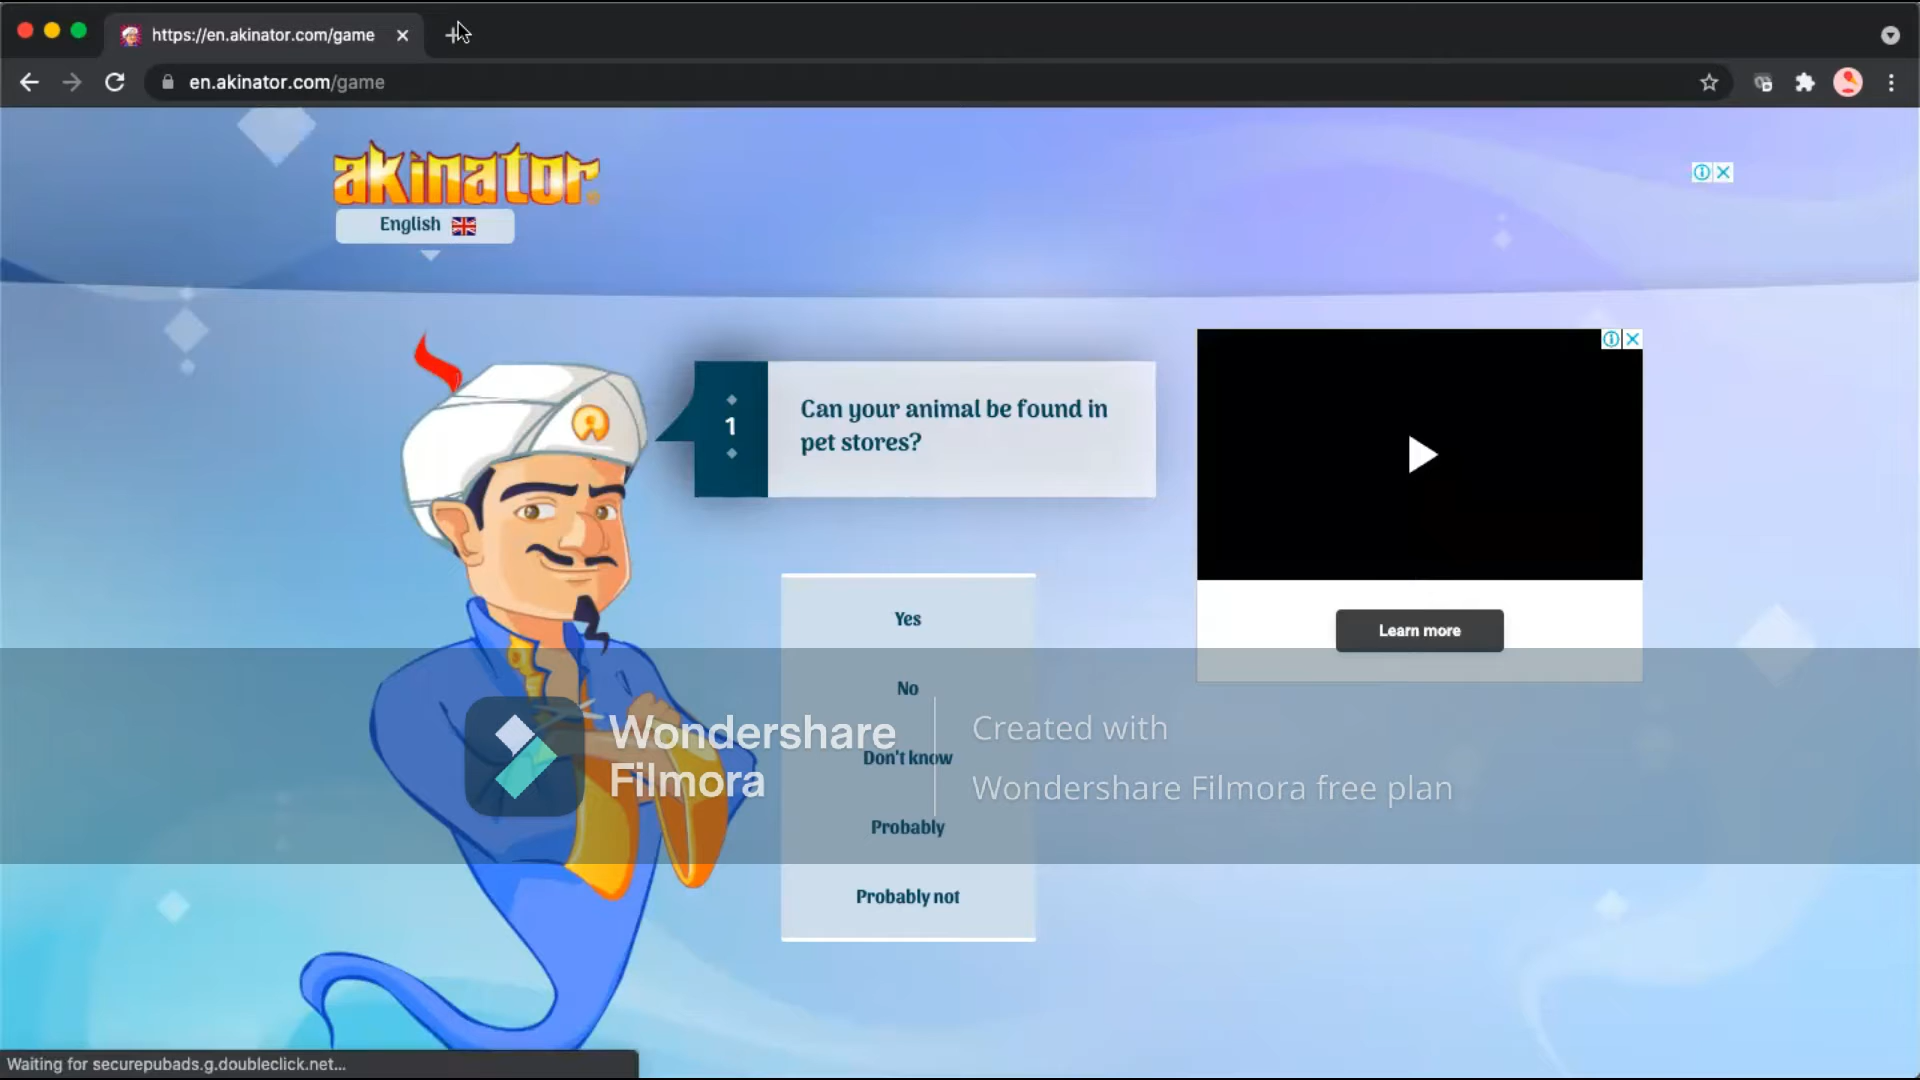 https://en.akinator.com/game
en.akinator.com/game
akinator
English
1
Can your animal be found in
pet stores?
Yes
No
Don't know
Probably
Probably not
Learn more
Wondershare
Filmora
Created with
Wondershare Filmora free plan
Waiting for securepubads.g.doubleclick.net...